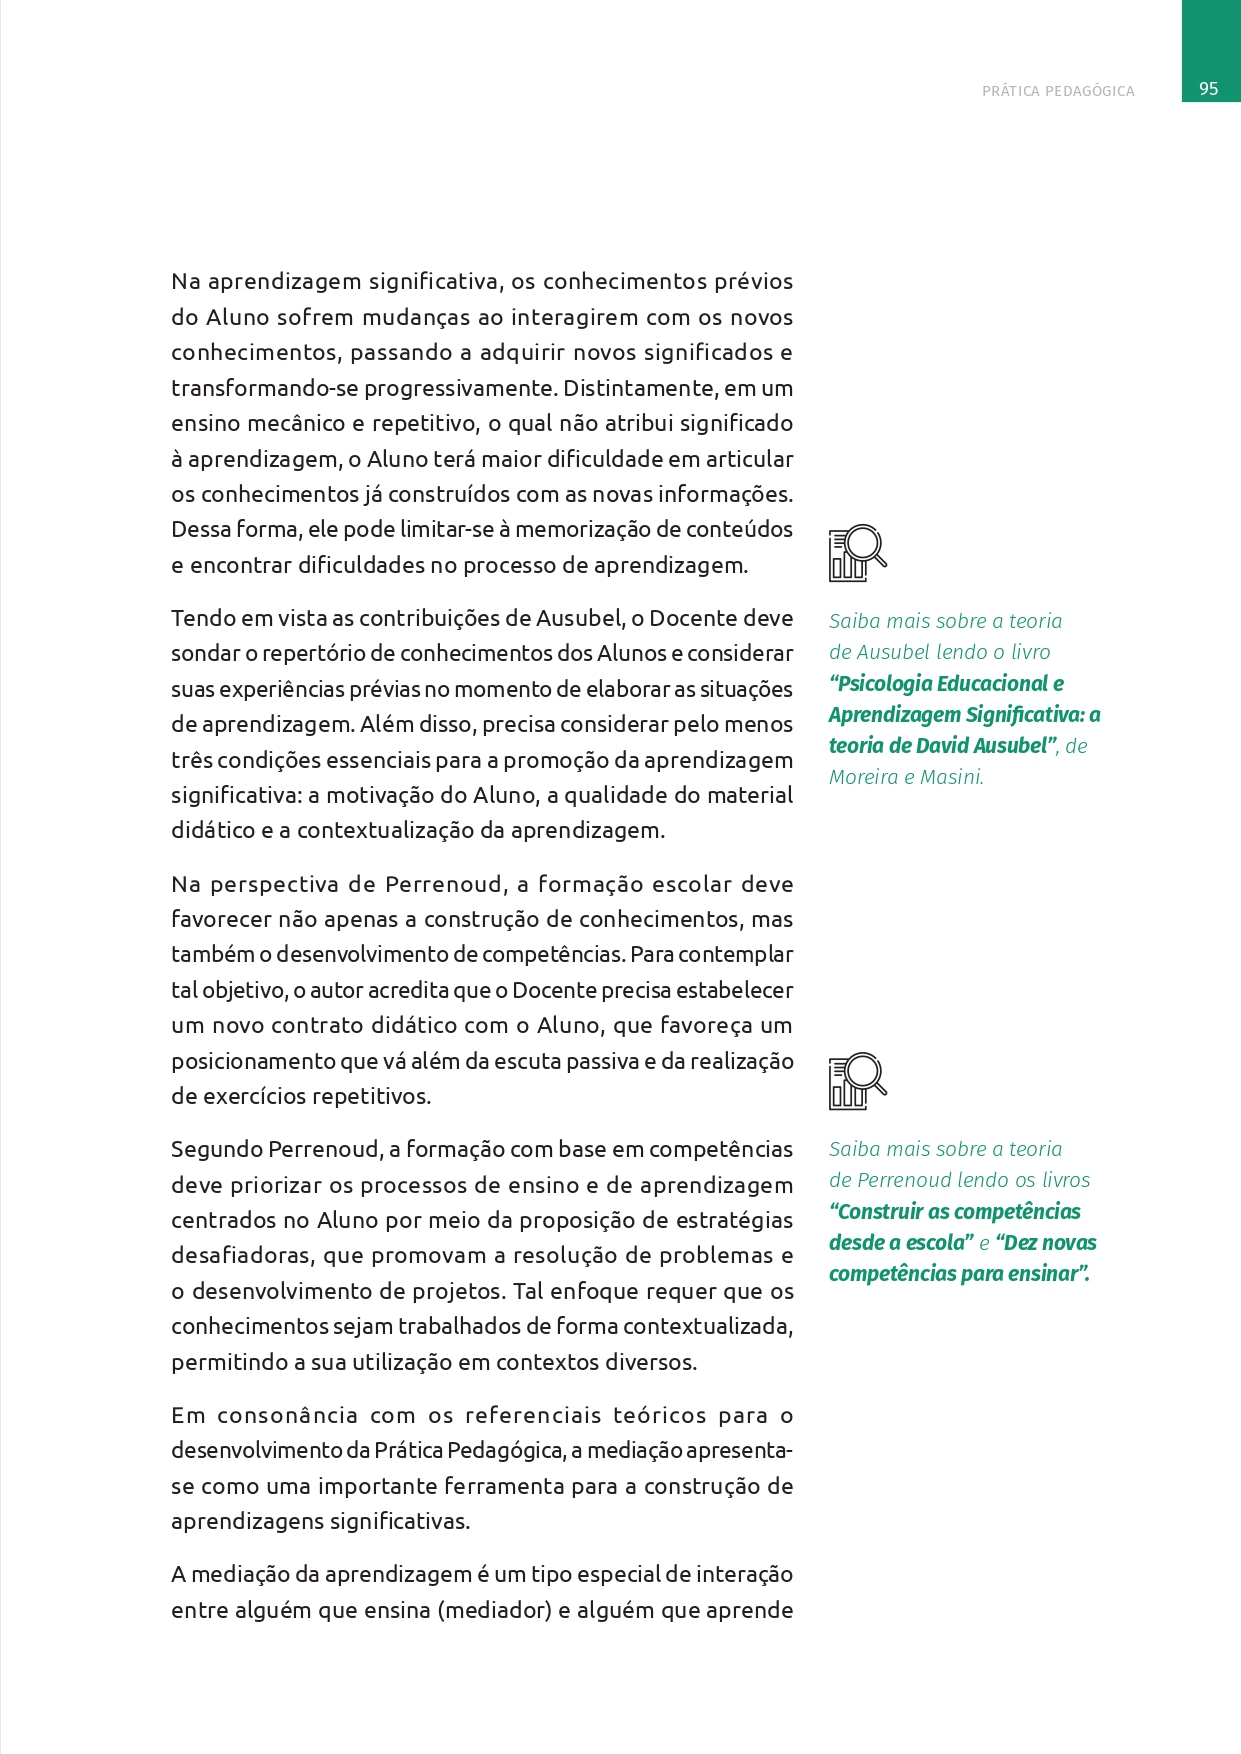 PRÁTICA PEDAGÓGICA
95
Na aprendizagem significativa, os conhecimentos prévios
do Aluno sofrem mudanças ao interagirem com os novos
conhecimentos, passando a adquirir novos significados e
transformando-se progressivamente. Distintamente, em um
ensino mecânico e repetitivo, o qual não atribui significado
à aprendizagem, o Aluno terá maior dificuldade em articular
os conhecimentos já construídos com as novas informações.
Dessa forma, ele pode limitar-se à memorização de conteúdos
e encontrar dificuldades no processo de aprendizagem.
Tendo em vista as contribuições de Ausubel, o Docente deve
sondar o repertório de conhecimentos dos Alunos e considerar
suas experiências prévias no momento de elaborar as situações
de aprendizagem. Além disso, precisa considerar pelo menos
três condições essenciais para a promoção da aprendizagem
significativa: a motivação do Aluno, a qualidade do material
didático e a contextualização da aprendizagem.
Saiba mais sobre a teoria
de Ausubel lendo o livro
“Psicologia Educacional e
Aprendizagem Significativa: a
teoria de David Ausubel”, de
Moreira e Masini.
Na perspectiva de Perrenoud, a formação escolar deve
favorecer não apenas a construção de conhecimentos, mas
também o desenvolvimento de competências. Para contemplar
tal objetivo, o autor acredita que o Docente precisa estabelecer
um novo contrato didático com o Aluno, que favoreça um
posicionamento que vá além da escuta passiva e da realização
de exercícios repetitivos.
Segundo Perrenoud, a formação com base em competências
deve priorizar os processos de ensino e de aprendizagem
centrados no Aluno por meio da proposição de estratégias
desafiadoras, que promovam a resolução de problemas e
o desenvolvimento de projetos. Tal enfoque requer que os
conhecimentos sejam trabalhados de forma contextualizada,
permitindo a sua utilização em contextos diversos.
Saiba mais sobre a teoria
de Perrenoud lendo os livros
“Construir as competências
desde a escola” e “Dez novas
competências para ensinar”.
Em consonância com os referenciais teóricos para o
desenvolvimento da Prática Pedagógica, a mediação apresenta-
se como uma importante ferramenta para a construção de
aprendizagens significativas.
A mediação da aprendizagem é um tipo especial de interação
entre alguém que ensina (mediador) e alguém que aprende